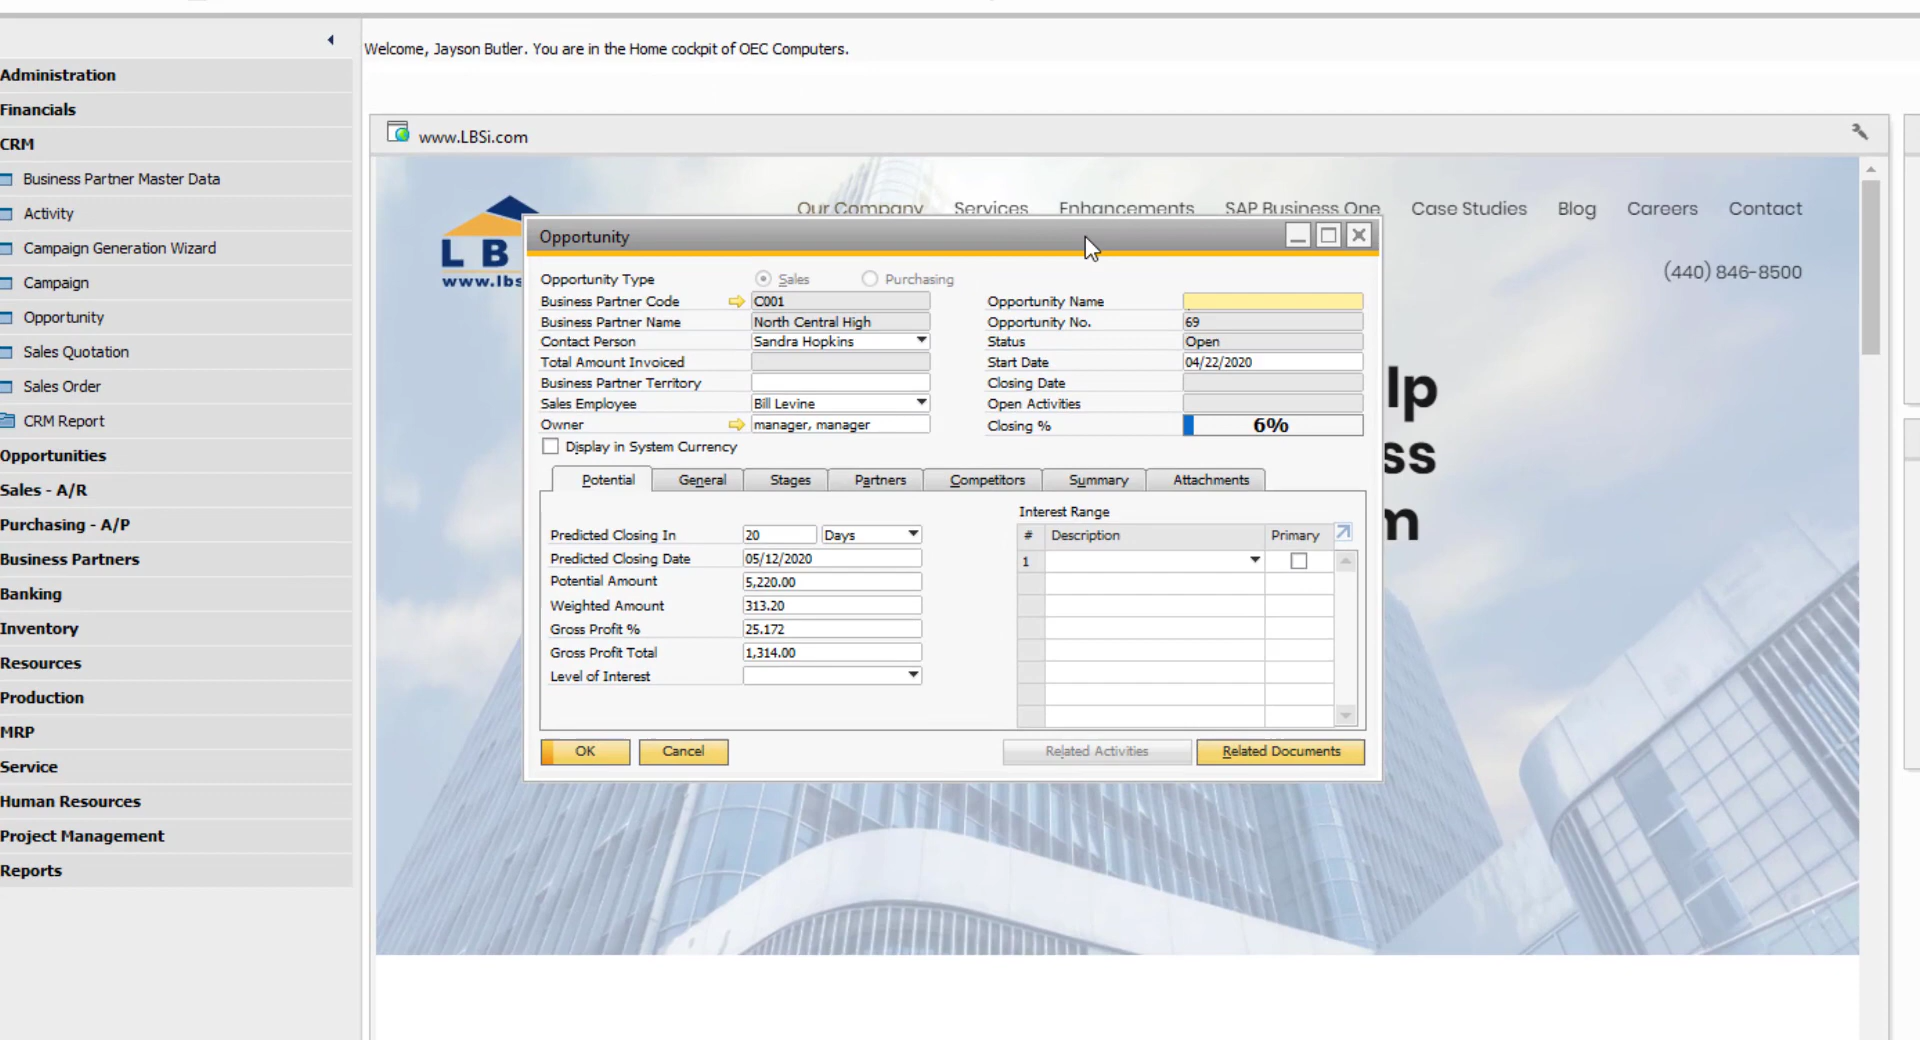 Welcome, Jayson Butler. You are in the Home cockpit of OEC Computers.
Administration
Financials
CRM
Business Partner Master Data
Activity
Campaign Generation Wizard
Campaign
Opportunity
Sales Quotation
Sales Order
CRM Report
Opportunities
Sales - A/R
Purchasing - A/P
Business Partners
Banking
Inventory
Resources
Production
MRP
Service
Human Resources
Project Management
Reports
www.LBSi.com
L B
www.lbs
Our Company Services Enhancements SAP Business One Case Studies Blog Careers Contact
(440) 846-8500
lp
ss
m
Opportunity
Opportunity Type Sales Purchasing
Business Partner Code C001 Opportunity Name
Business Partner Name North Central High Opportunity No. 69
Contact Person Sandra Hopkins Status Open
Total Amount Invoiced Start Date 04/22/2020
Business Partner Territory Closing Date
Sales Employee Bill Levine Open Activities
Owner manager, manager Closing % 6%
Display in System Currency
Potential General Stages Partners Competitors Summary Attachments
Interest Range
# Description Primary
1
Predicted Closing In 20 Days
Predicted Closing Date 05/12/2020
Potential Amount 5,220.00
Weighted Amount 313.20
Gross Profit % 25.172
Gross Profit Total 1,314.00
Level of Interest
OK Cancel Related Activities Related Documents